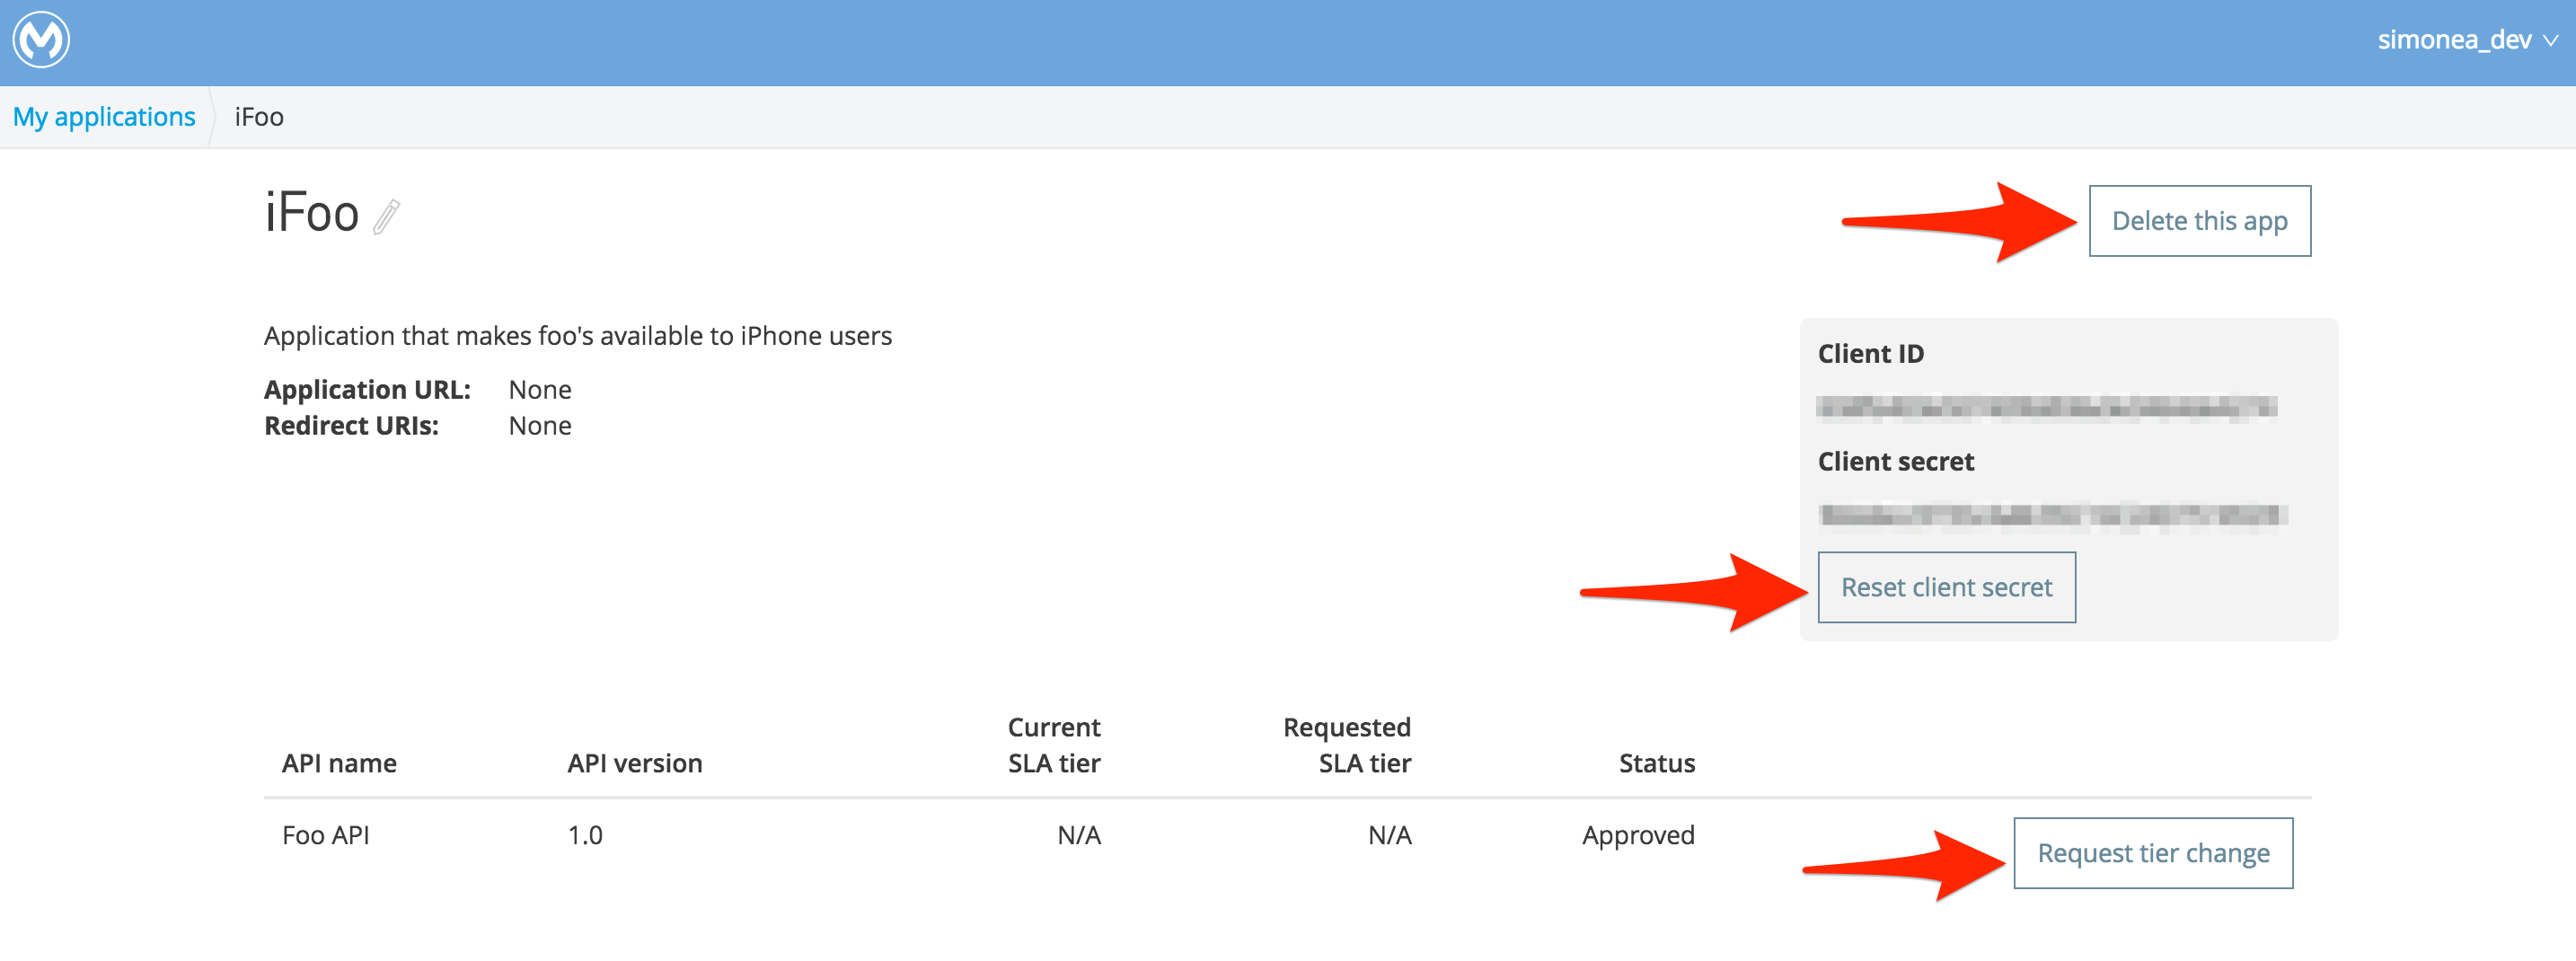 simonea_dev
My applications
iFoo
iFoo
Delete this app
Application that makes foo's available to iPhone users
Application URL: None
Redirect URIs: None
Client ID
Client secret
Reset client secret
API name API version Current SLA tier Requested SLA tier Status
Foo API 1.0 N/A N/A Approved Request tier change